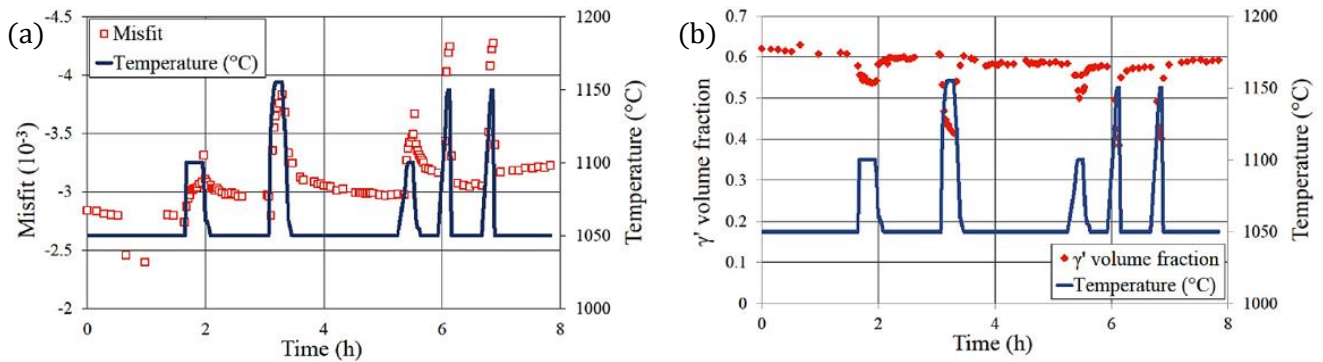 (a)
-4.5
-4
-3.5
-3
-2.5
-2
Misfit (10⁻³)
Misfit
Temperature (°C)
1200
1150
1100
1050
1000
Temperature (°C)
0 2 4 6 8
Time (h)
(b)
0.7
0.6
0.5
0.4
0.3
0.2
0.1
0
γ' volume fraction
1200
1150
1100
1050
1000
Temperature (°C)
γ' volume fraction
Temperature (°C)
0 2 4 6 8
Time (h)